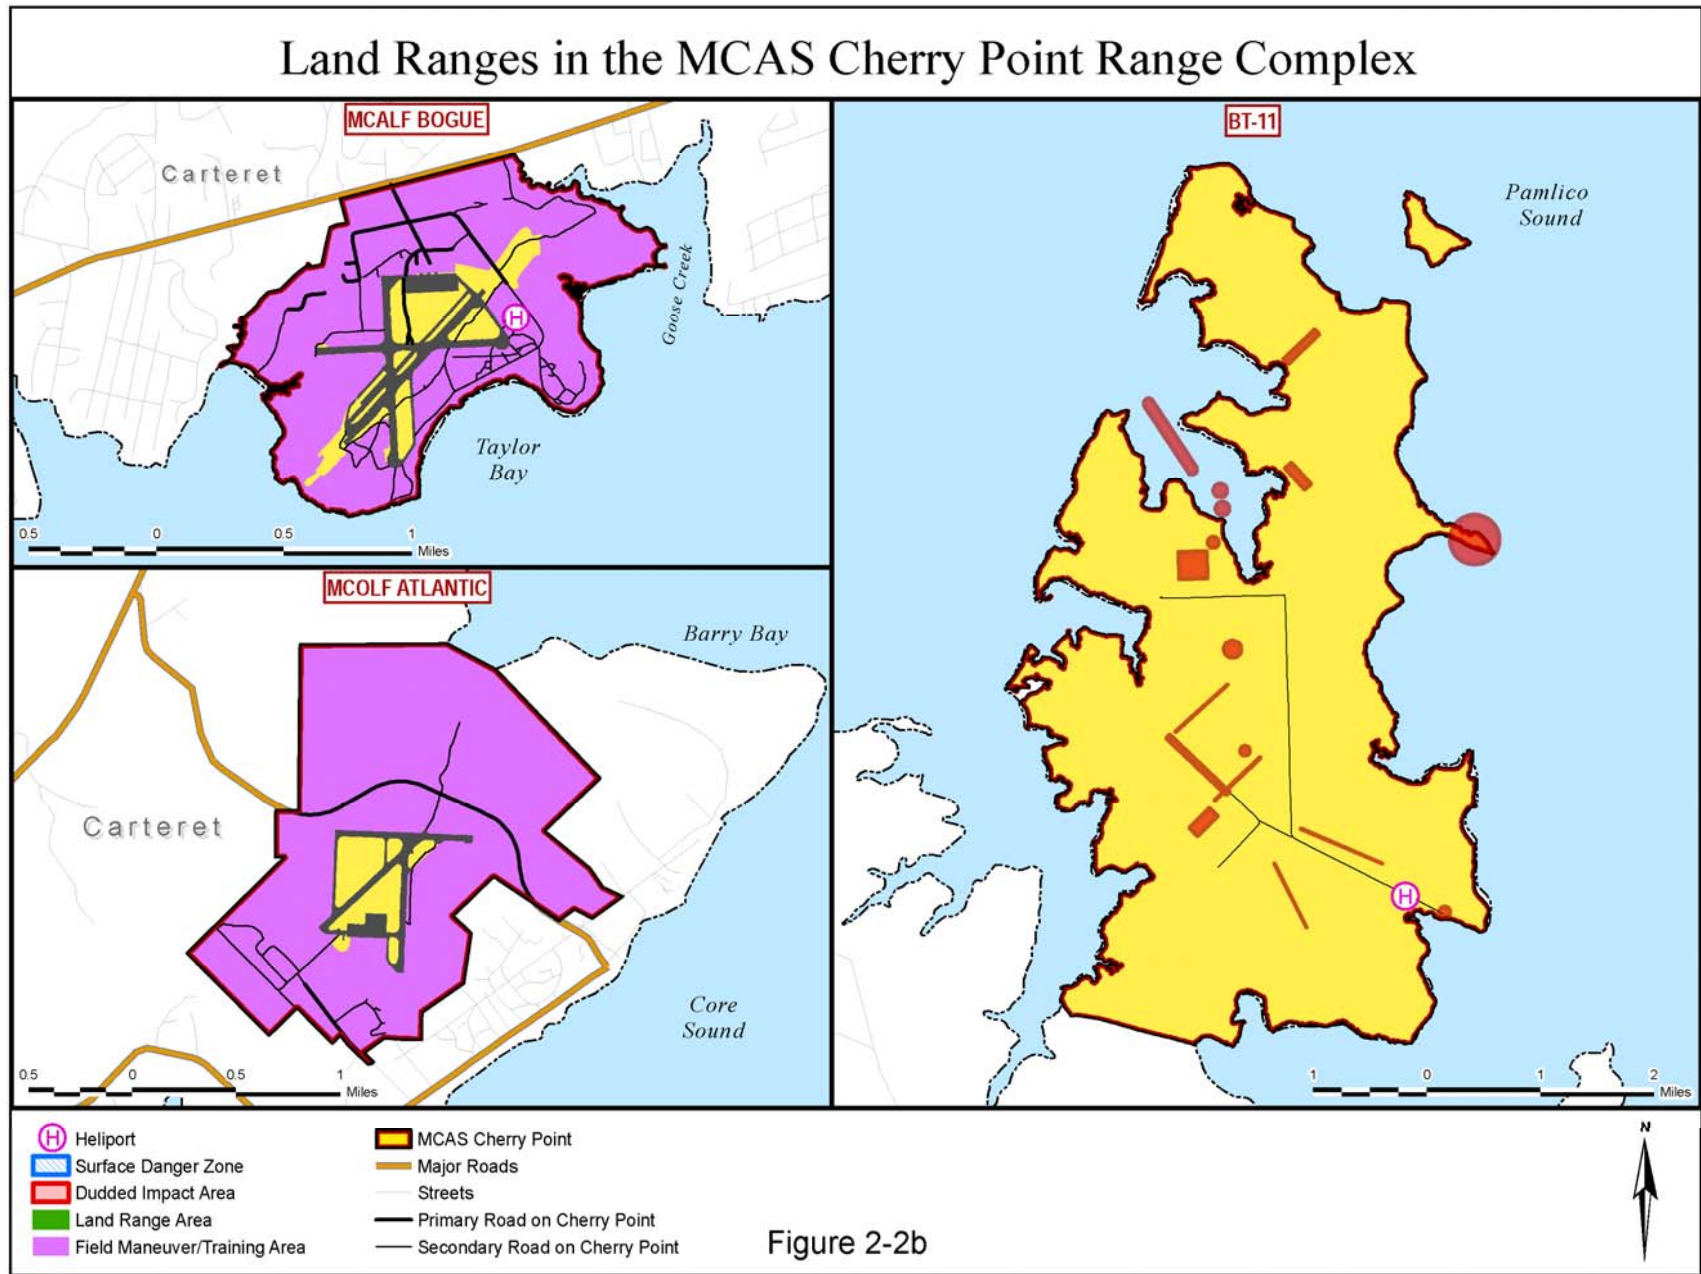 Land Ranges in the MCAS Cherry Point Range Complex
MCALF BOGUE
Carteret
Goose Creek
H
Taylor
Bay
0.5 0 0.5 1
Miles
MCOLF ATLANTIC
Barry Bay
Carteret
Core
Sound
0.5 0 0.5 1
Miles
BT-11
Pamlico
Sound
H
1 0 1 2
Miles
H Heliport
Surface Danger Zone
Dudded Impact Area
Land Range Area
Field Maneuver/Training Area
MCAS Cherry Point
Major Roads
Streets
Primary Road on Cherry Point
Secondary Road on Cherry Point
Figure 2-2b
N